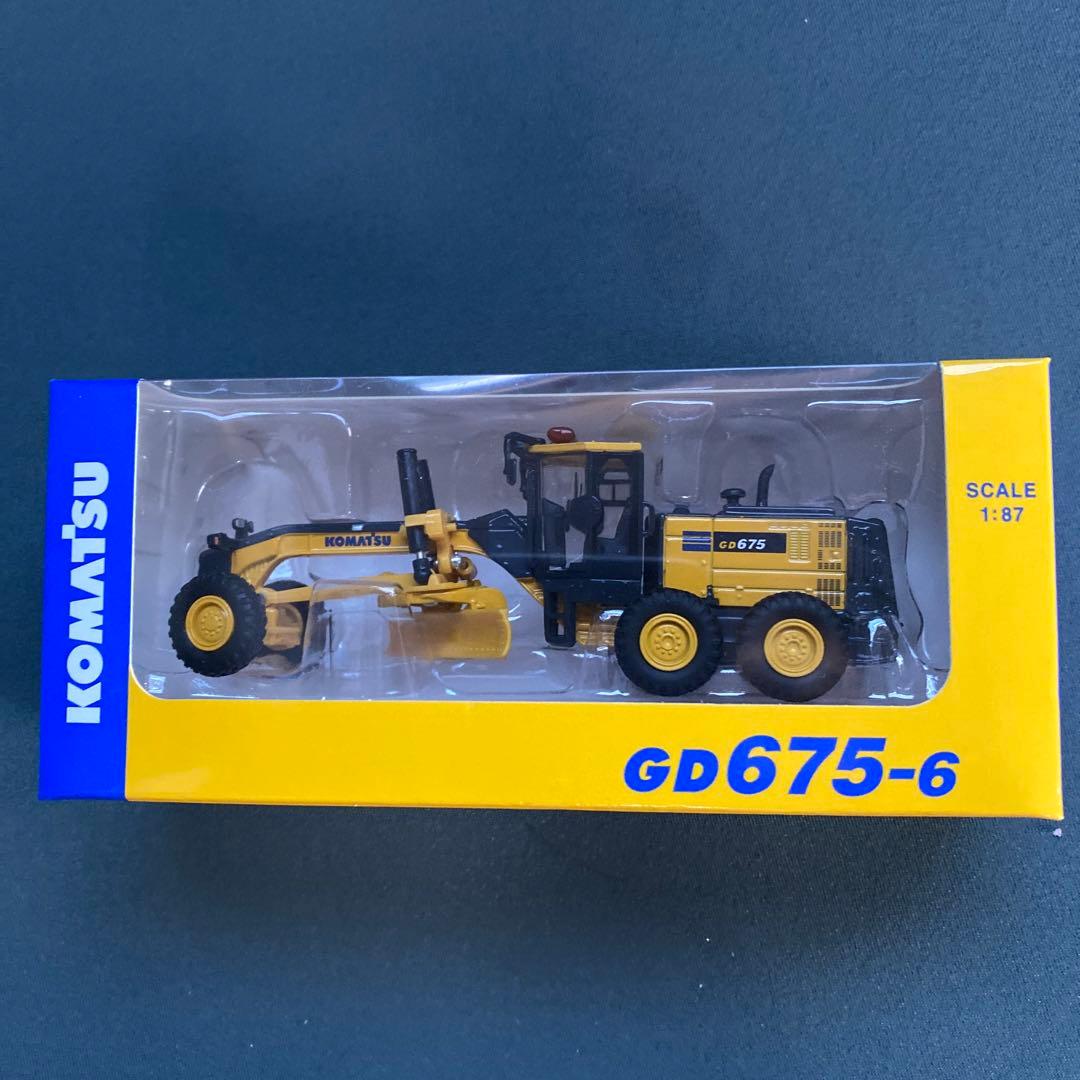 KOMATSU
SCALE
1:87
KOMATSU
GD675
GD675-6